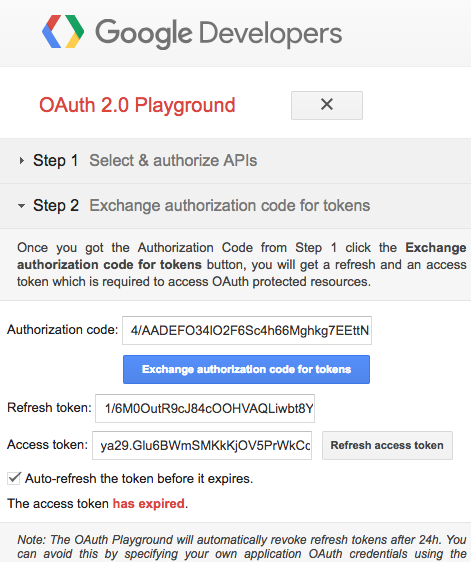 Google Developers
OAuth 2.0 Playground
Step 1 Select & authorize APIs
Step 2 Exchange authorization code for tokens
Once you got the Authorization Code from Step 1 click the Exchange
authorization code for tokens button, you will get a refresh and an access
token which is required to access OAuth protected resources.
Authorization code: 4/AADEFO34IO2F6Sc4h66Mghkg7EEttN
Exchange authorization code for tokens
Refresh token: 1/6M0OutR9cJ84cOOHVAQLiwbt8Y
Access token: ya29.Glu6BWmSMKkKjOV5PrWkCc Refresh access token
Auto-refresh the token before it expires.
The access token has expired.
Note: The OAuth Playground will automatically revoke refresh tokens after 24h. You
can avoid this by specifying your own application OAuth credentials using the